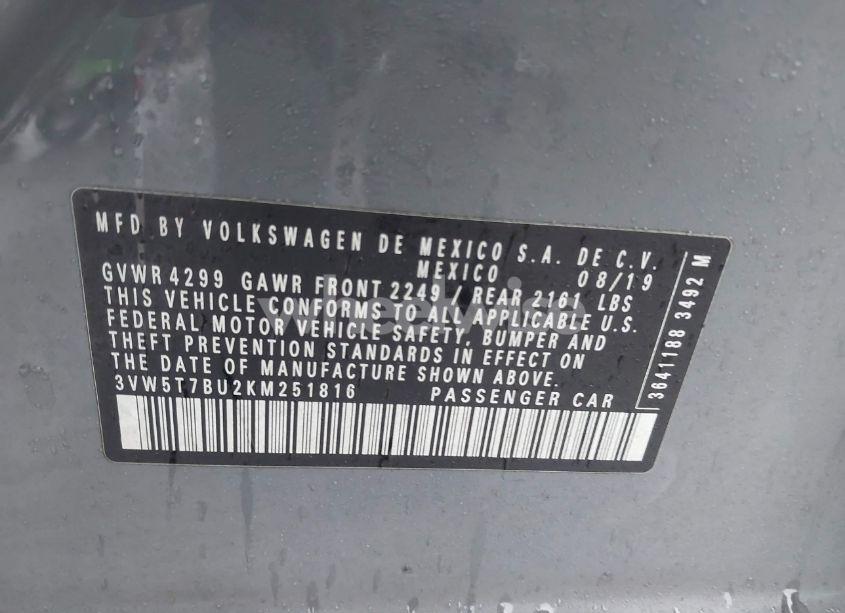 MFD BY VOLKSWAGEN DE MEXICO S.A. DE C.V.
MEXICO 08/19
GVWR 4299 GAWR FRONT 2249 / REAR 2161 LBS
THIS VEHICLE CONFORMS TO ALL APPLICABLE U.S.
FEDERAL MOTOR VEHICLE SAFETY, BUMPER AND
THEFT PREVENTION STANDARDS IN EFFECT ON
THE DATE OF MANUFACTURE SHOWN ABOVE.
3VW5T7BU2KM251816 PASSENGER CAR
3641188 3492 M